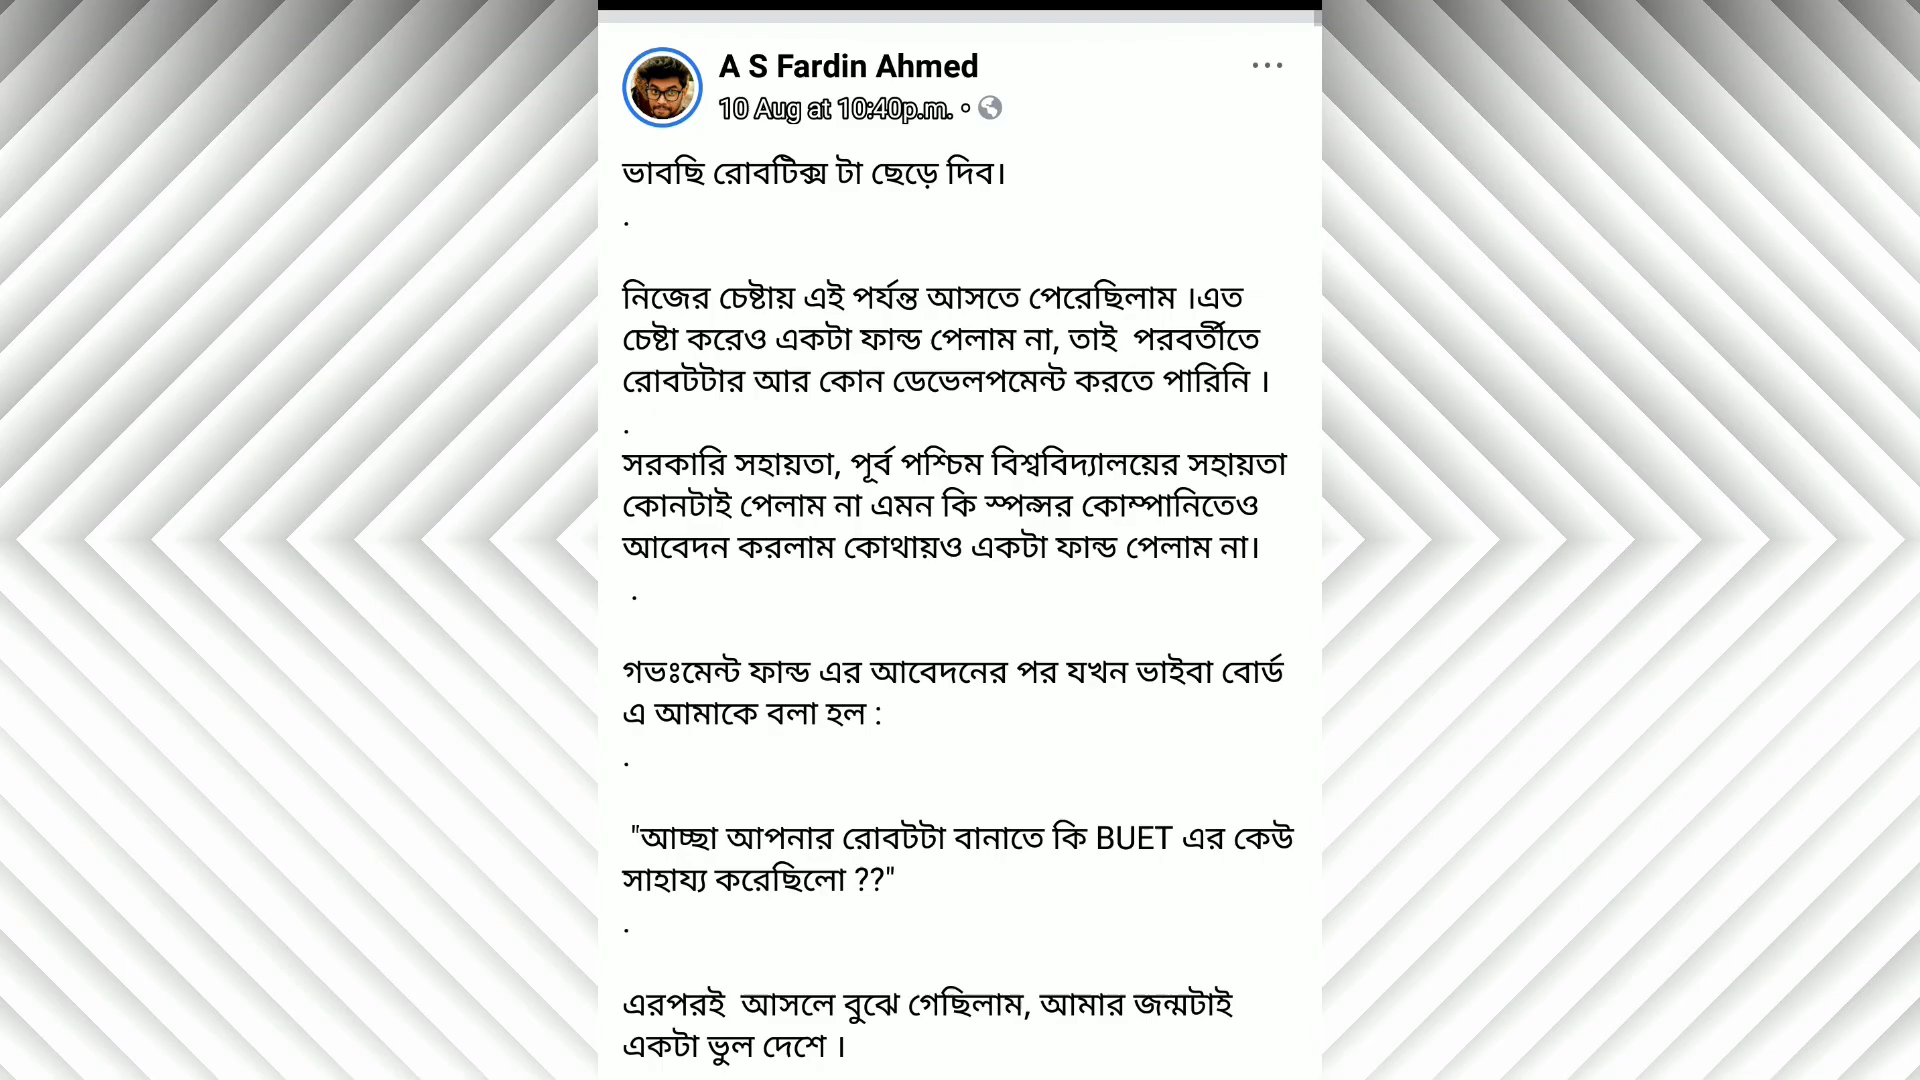 A S Fardin Ahmed
10 Aug at 10:40p.m.
ভাবছি রোবটিক্স টা ছেড়ে দিব।
.
নিজের চেষ্টায় এই পর্যন্ত আসতে পেরেছিলাম ।এত
চেষ্টা করেও একটা ফান্ড পেলাম না, তাই  পরবর্তীতে
রোবটটার আর কোন ডেভেলপমেন্ট করতে পারিনি ।
.
সরকারি সহায়তা, পূর্ব পশ্চিম বিশ্ববিদ্যালয়ের সহায়তা
কোনটাই পেলাম না এমন কি স্পন্সর কোম্পানিতেও
আবেদন করলাম কোথায়ও একটা ফান্ড পেলাম না।
.
গভঃমেন্ট ফান্ড এর আবেদনের পর যখন ভাইবা বোর্ড
এ আমাকে বলা হল :
.
"আচ্ছা আপনার রোবটটা বানাতে কি BUET এর কেউ
সাহায্য করেছিলো ??"
.
এরপরই  আসলে বুঝে গেছিলাম, আমার জন্মটাই
একটা ভুল দেশে ।